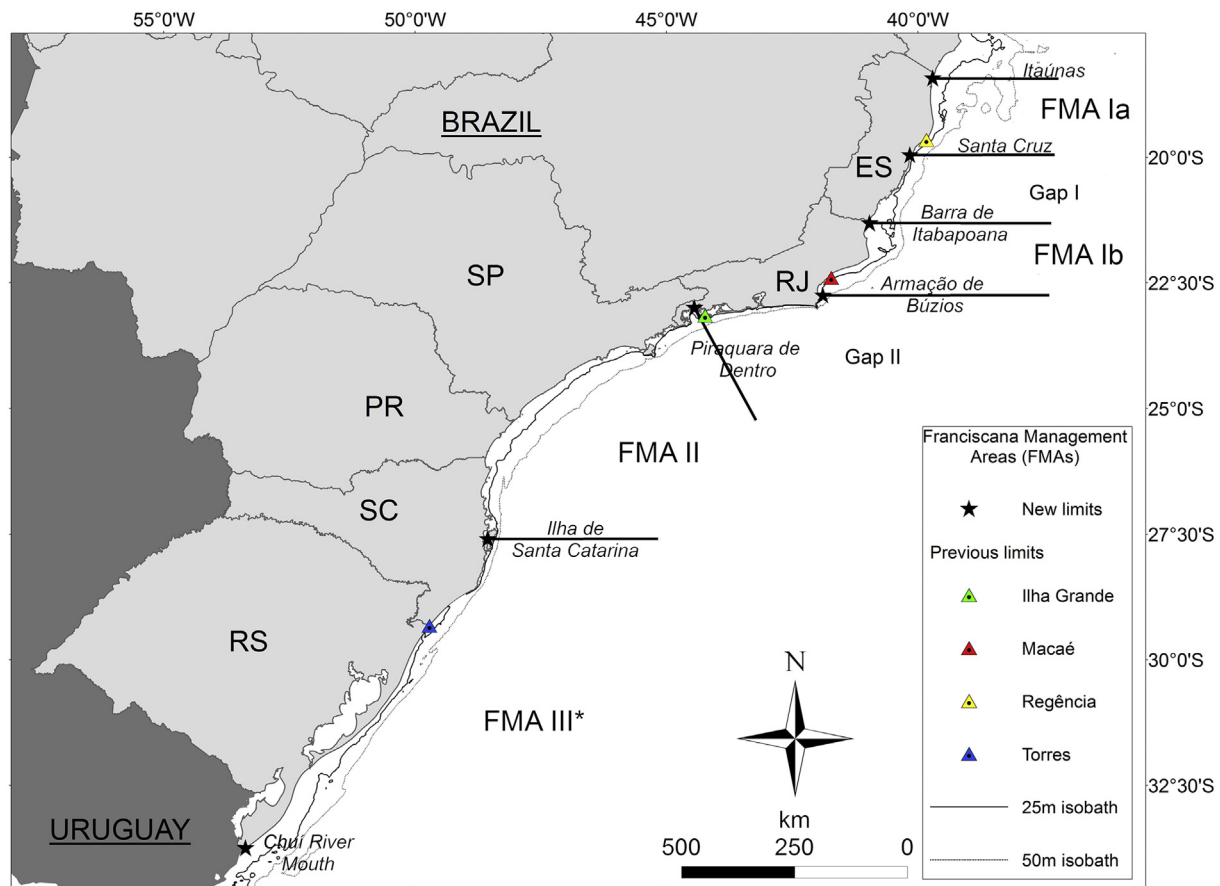 55°0'W
50°0'W
45°0'W
40°0'W
Itaúnas
FMA Ia
BRAZIL
Santa Cruz
20°0'S
ES
Gap I
Barra de
Itabapoana
FMA Ib
SP
RJ
Armação de
Búzios
22°30'S
Piraquara de
Dentro
Gap II
PR
25°0'S
FMA II
SC
Ilha de
Santa Catarina
27°30'S
RS
30°0'S
FMA III*
32°30'S
URUGUAY
Chuí River
Mouth
N
km
500
250
0
Franciscana Management
Areas (FMAs)
New limits
Previous limits
Ilha Grande
Macaé
Regência
Torres
25m isobath
50m isobath